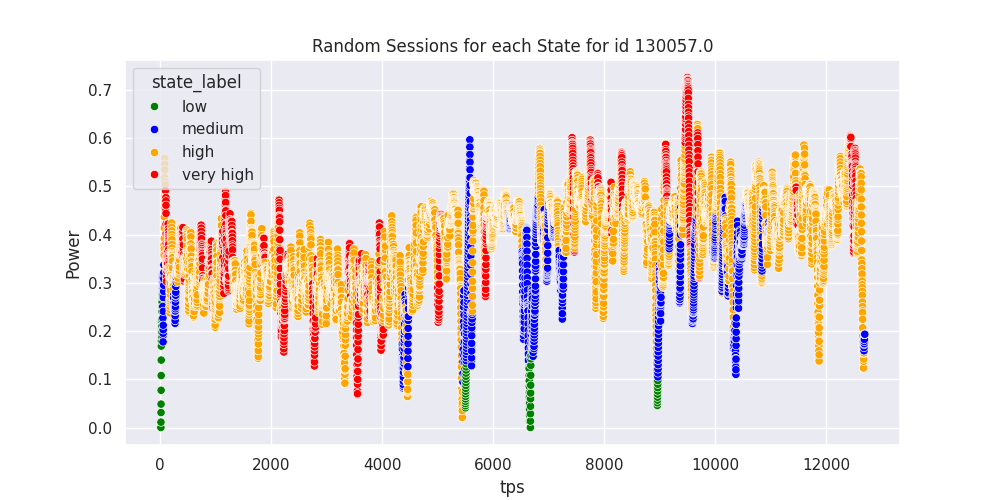 Random Sessions for each State for id 130057.0
state_label
low
medium
high
very high
Power
0.7
0.6
0.5
0.4
0.3
0.2
0.1
0.0
0 2000 4000 6000 8000 10000 12000
tps